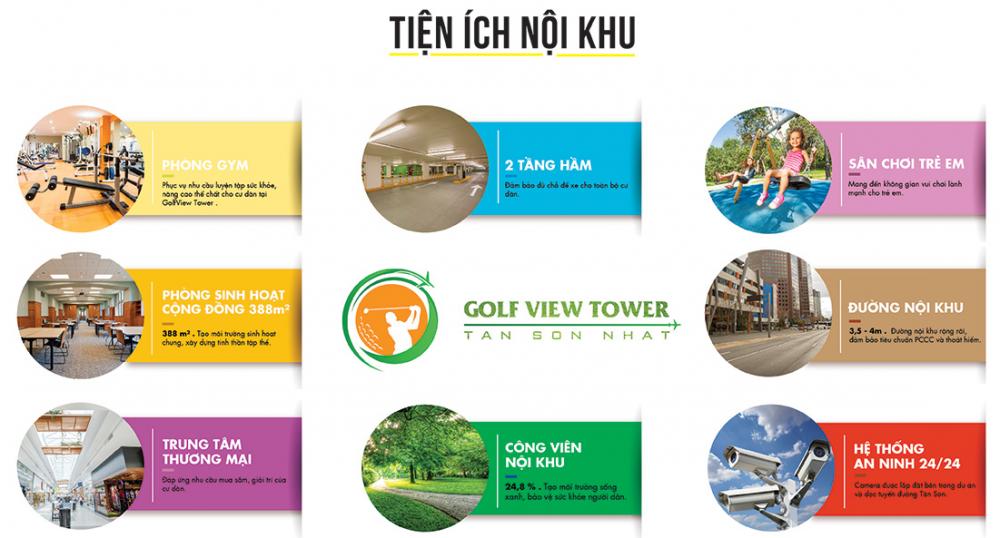 TIỆN ÍCH NỘI KHU
PHÒNG GYM
Phục vụ nhu cầu luyện tập sức khỏe,
nâng cao thể chất cho cư dân tại
GolfView Tower .
2 TẦNG HẦM
Đảm bảo đủ chỗ để xe cho toàn bộ cư
dân.
SÂN CHƠI TRẺ EM
Mang đến không gian vui chơi lành
mạnh cho trẻ em.
PHÒNG SINH HOẠT
CỘNG ĐỒNG 388m²
388 m² . Tạo môi trường sinh hoạt
chung, xây dựng tinh thần tập thể.
GOLF VIEW TOWER
TAN SON NHAT
ĐƯỜNG NỘI KHU
3,5 - 4m . Đường nội khu rộng rãi,
đảm bảo tiêu chuẩn PCCC và thoát hiểm.
TRUNG TÂM
THƯƠNG MẠI
Đáp ứng nhu cầu mua sắm, giải trí của
cư dân.
CÔNG VIÊN
NỘI KHU
24,8 % . Tạo môi trường sống
xanh, bảo vệ sức khỏe người dân.
HỆ THỐNG
AN NINH 24/24
Camera được lắp đặt bên trong dự án
và dọc tuyến đường Tân Sơn.